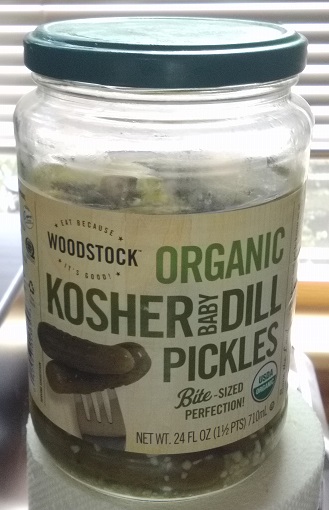 EAT BECAUSE
WOODSTOCK
IT'S GOOD!
ORGANIC
KOSHER BABY DILL
PICKLES
Bite-SIZED
PERFECTION!
USDA
ORGANIC
NET WT. 24 FL OZ (1½ PTS) 710mL